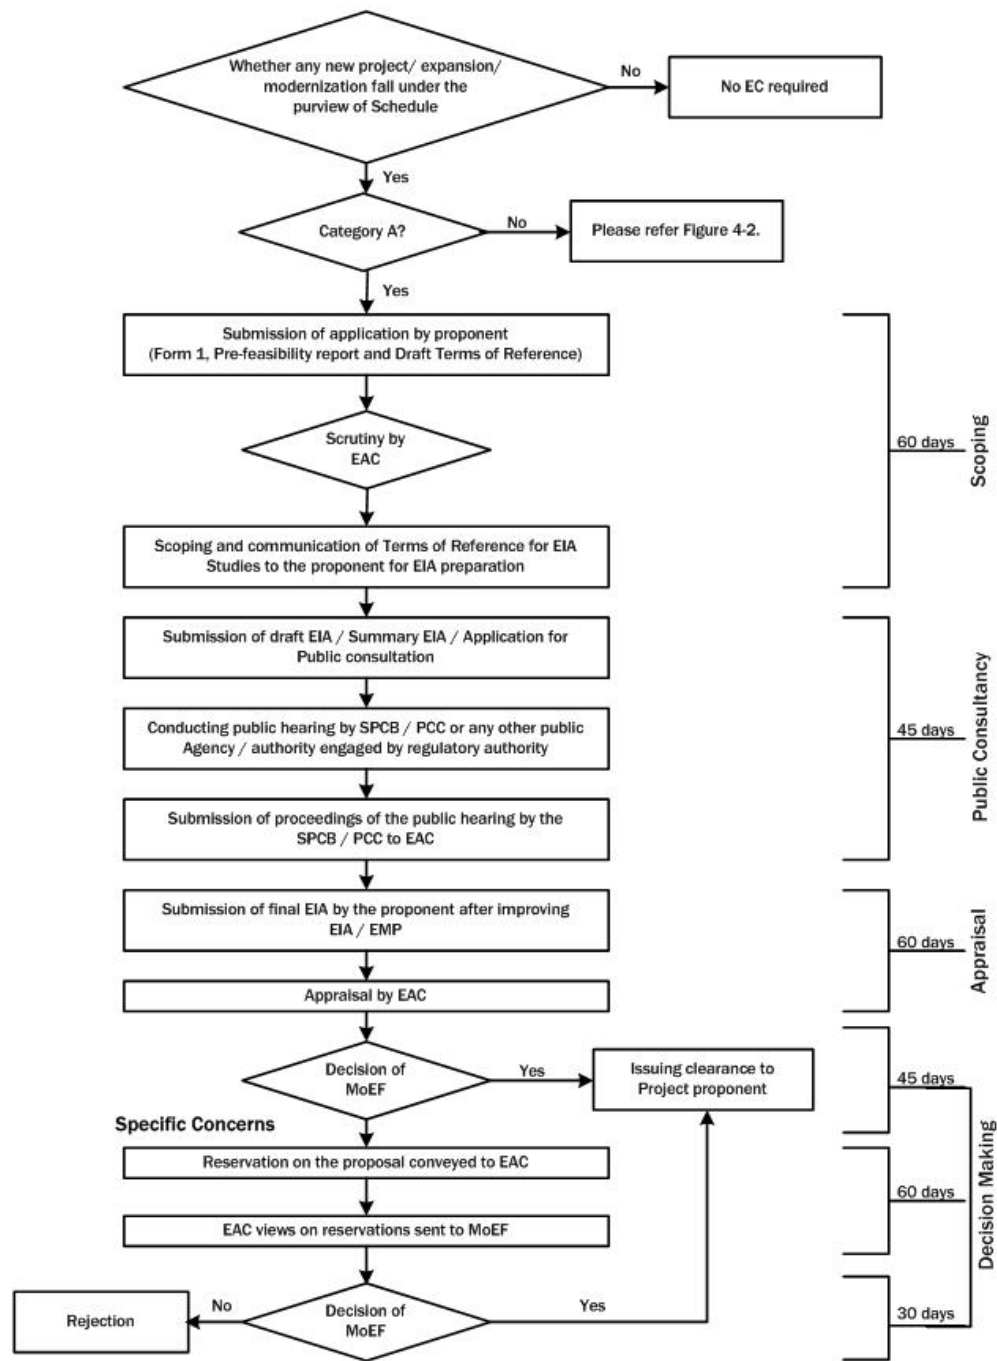 Whether any new project/ expansion/
modernization fall under the
purview of Schedule
No
No EC required
Yes
Category A?
No
Please refer Figure 4-2.
Yes
Submission of application by proponent
(Form 1, Pre-feasibility report and Draft Terms of Reference)
Scrutiny by
EAC
60 days
Scoping
Scoping and communication of Terms of Reference for EIA
Studies to the proponent for EIA preparation
Submission of draft EIA / Summary EIA / Application for
Public consultation
Conducting public hearing by SPCB / PCC or any other public
Agency / authority engaged by regulatory authority
45 days
Public Consultancy
Submission of proceedings of the public hearing by the
SPCB / PCC to EAC
Submission of final EIA by the proponent after improving
EIA / EMP
60 days
Appraisal
Appraisal by EAC
Decision of
MoEF
Yes
Issuing clearance to
Project proponent
45 days
Specific Concerns
Reservation on the proposal conveyed to EAC
60 days
Decision Making
EAC views on reservations sent to MoEF
Decision of
MoEF
No
Rejection
Yes
30 days